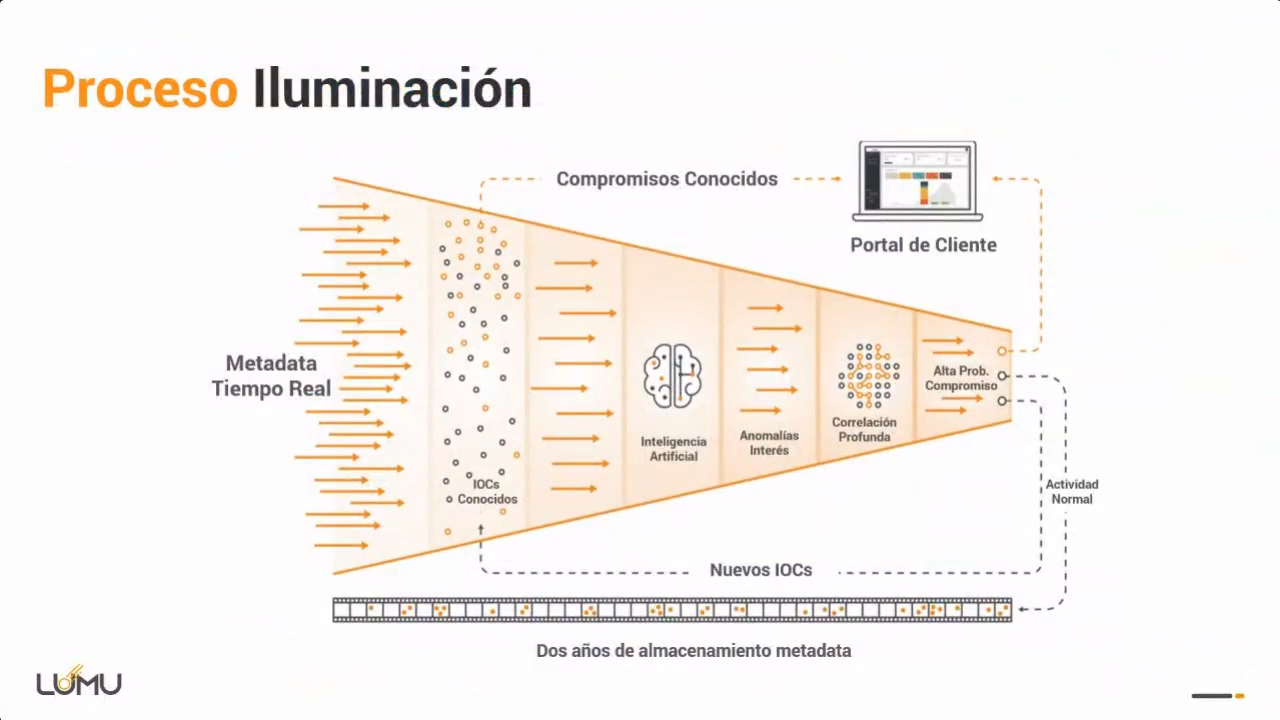 Proceso Iluminación
Compromisos Conocidos
Portal de Cliente
Metadata
Tiempo Real
IOCs
Conocidos
Inteligencia
Artificial
Anomalías
Interés
Correlación
Profunda
Alta Prob.
Compromiso
Actividad
Normal
Nuevos IOCs
Dos años de almacenamiento metadata
LUMU